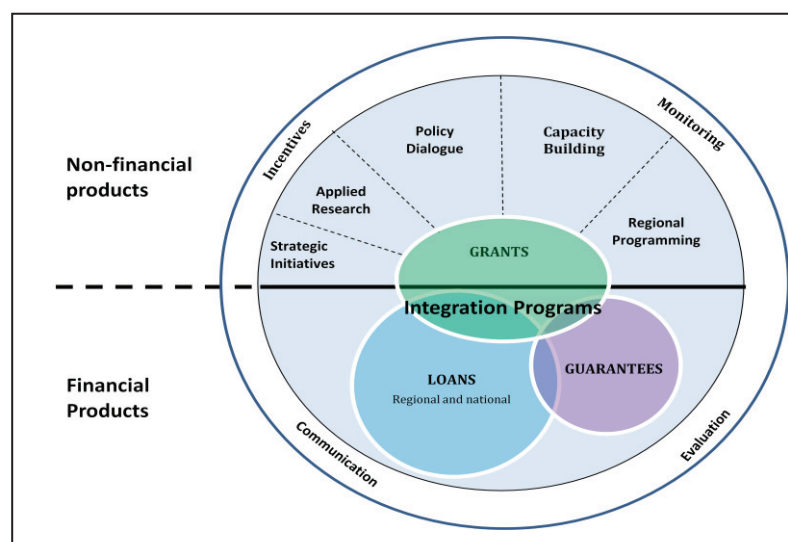 Incentives
Monitoring
Policy
Dialogue
Capacity
Building
Non-financial
products
Applied
Research
Strategic
Initiatives
Regional
Programming
GRANTS
Integration Programs
Financial
Products
LOANS
Regional and national
GUARANTEES
Communication
Evaluation